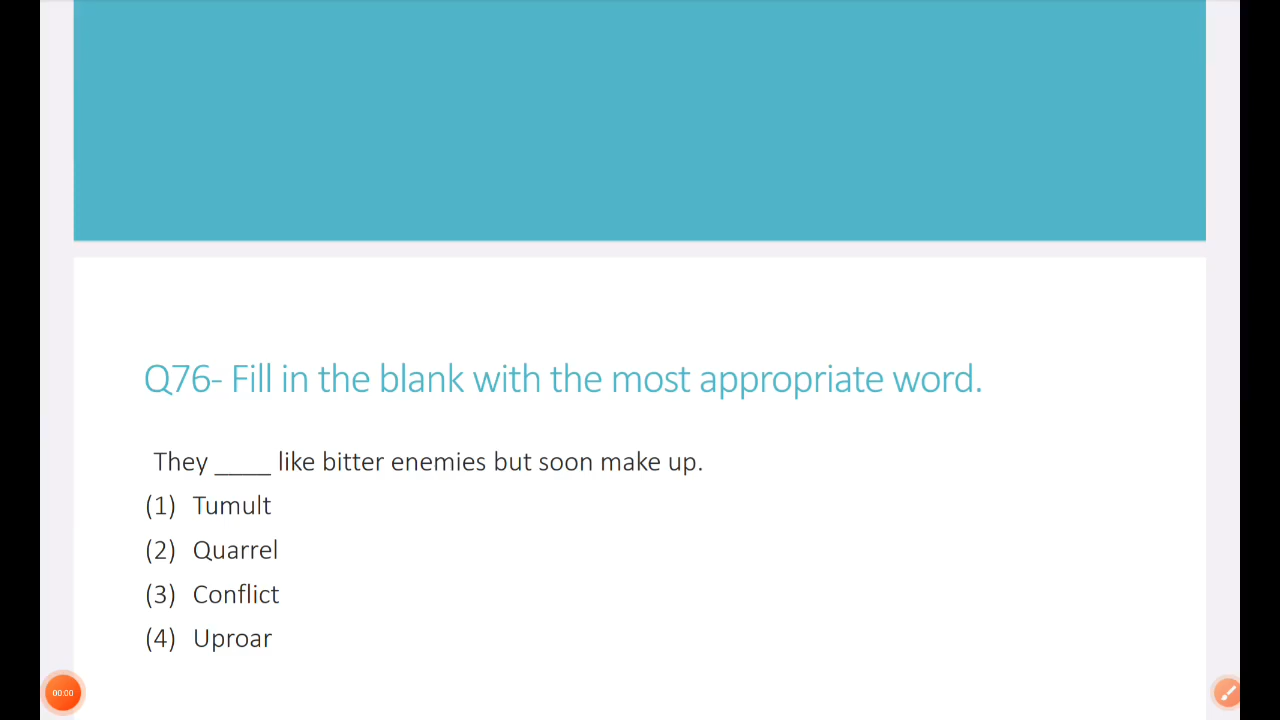 Q76- Fill in the blank with the most appropriate word.
They ____ like bitter enemies but soon make up.
(1) Tumult
(2) Quarrel
(3) Conflict
(4) Uproar
00:00